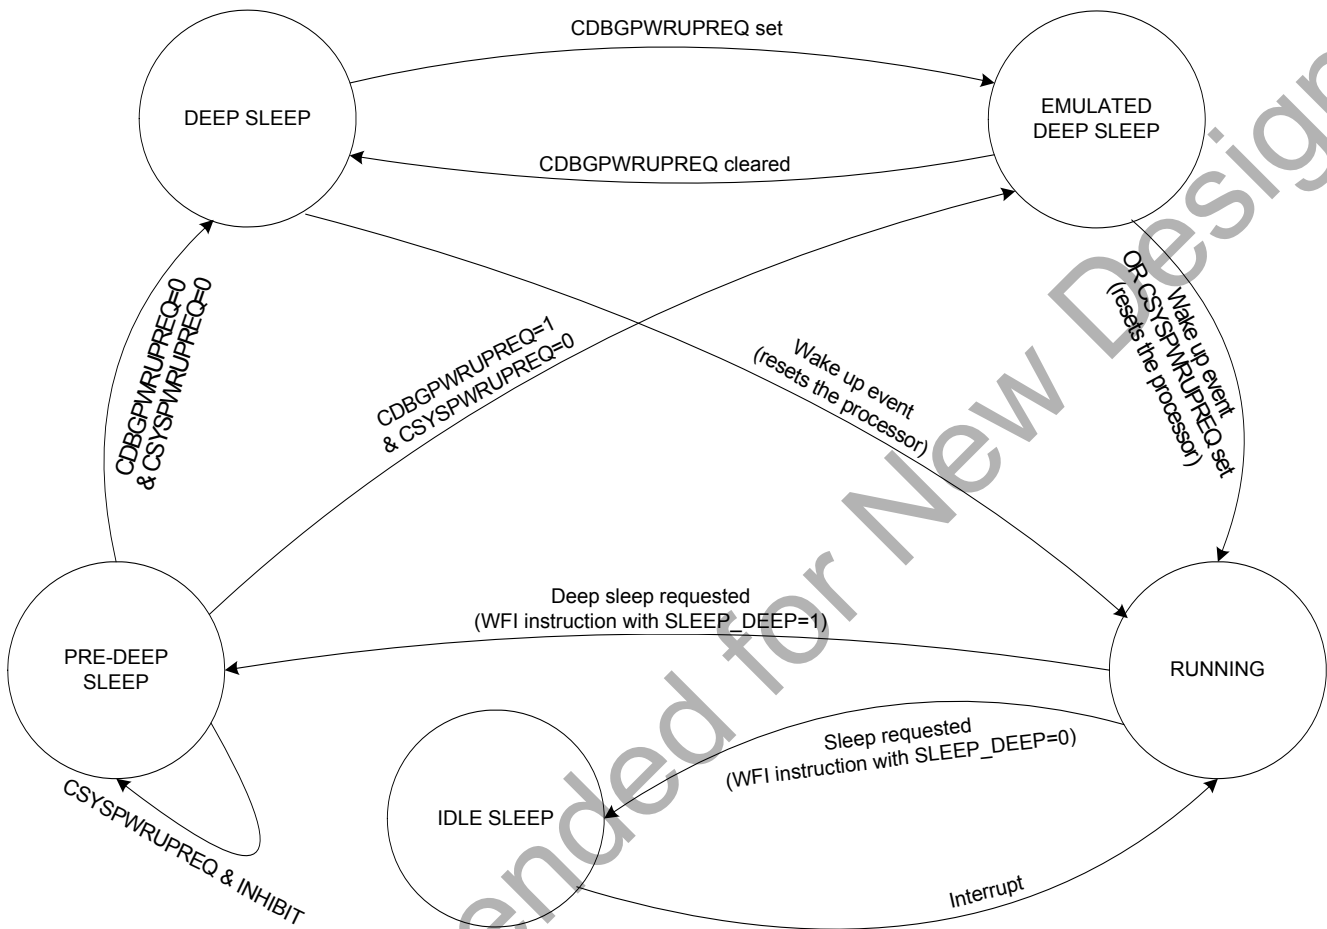 CDBGPWRUPREQ set
DEEP SLEEP
EMULATED
DEEP SLEEP
CDBGPWRUPREQ cleared
CDBGPWRUPREQ=0
& CSYSPWRUPREQ=0
CDBGPWRUPREQ=1
& CSYSPWRUPREQ=0
Wake up event
(resets the processor)
Wake up event
OR CSYSPWRUPREQ set
(resets the processor)
Deep sleep requested
(WFI instruction with SLEEP_DEEP=1)
PRE-DEEP
SLEEP
RUNNING
Sleep requested
(WFI instruction with SLEEP_DEEP=0)
IDLE SLEEP
CSYSPWRUPREQ & INHIBIT
Interrupt
ended for New Design